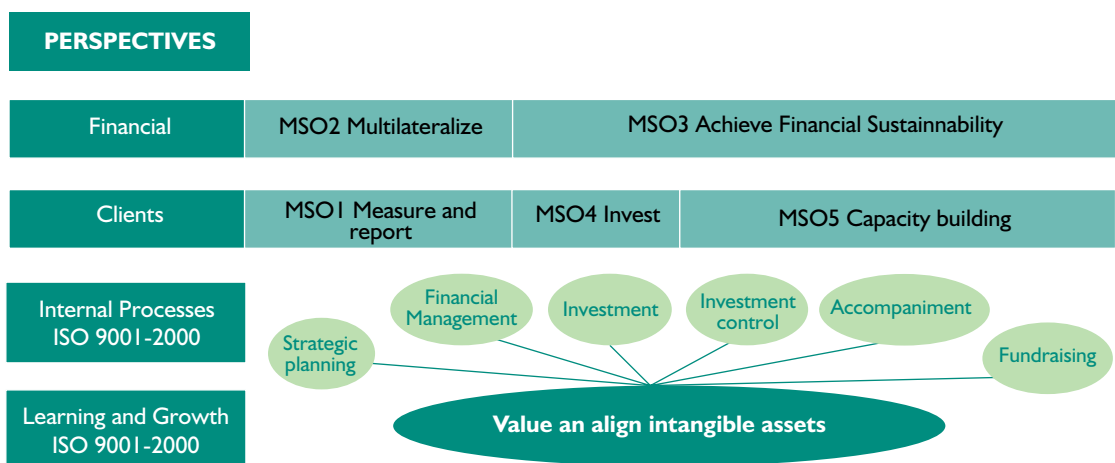 PERSPECTIVES
Financial
MSO2 Multilateralize
MSO3 Achieve Financial Sustainnability
Clients
MSO1 Measure and
report
MSO4 Invest
MSO5 Capacity building
Internal Processes
ISO 9001-2000
Strategic
planning
Financial
Management
Investment
Investment
control
Accompaniment
Fundraising
Learning and Growth
ISO 9001-2000
Value an align intangible assets